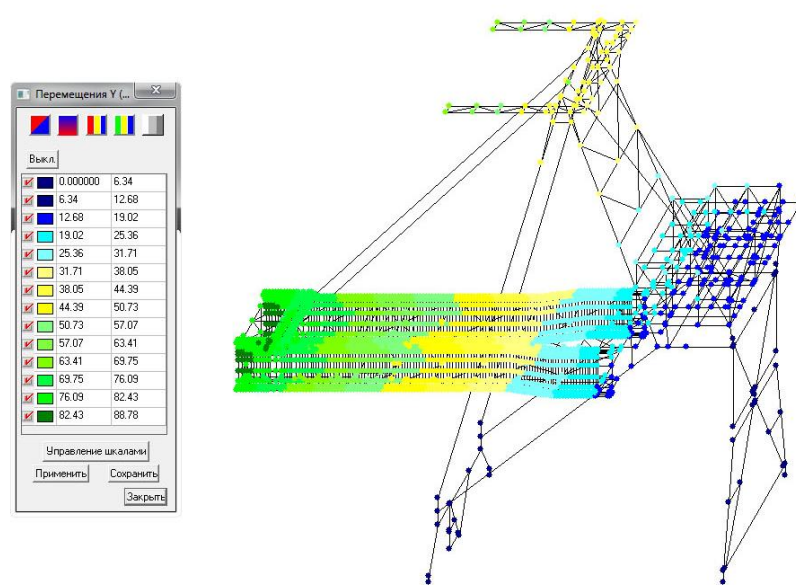 Перемещения Y (...
Выкл.
0.000000 6.34
6.34 12.68
12.68 19.02
19.02 25.36
25.36 31.71
31.71 38.05
38.05 44.39
44.39 50.73
50.73 57.07
57.07 63.41
63.41 69.75
69.75 76.09
76.09 82.43
82.43 88.78
Управление шкалами
Применить Сохранить
Закрыть